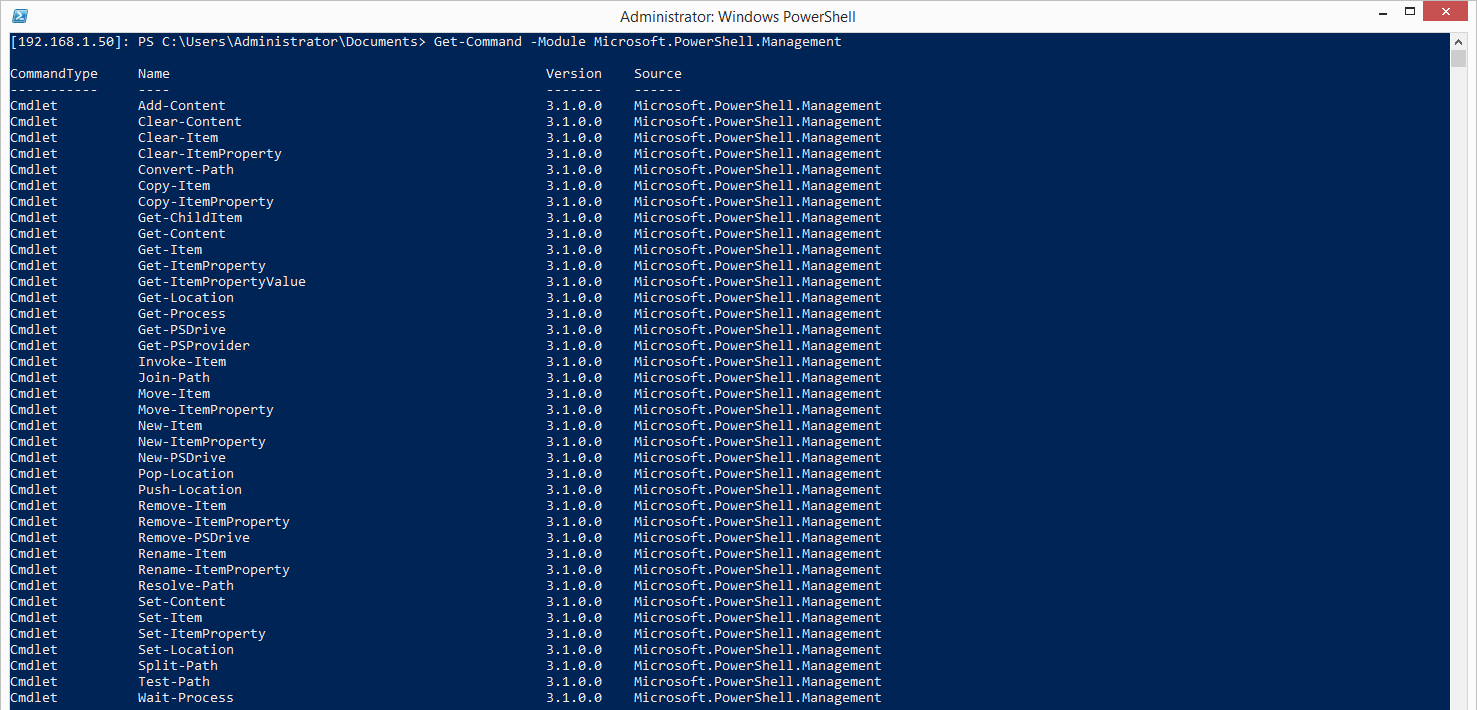 Administrator: Windows PowerShell
[192.168.1.50]: PS C:\Users\Administrator\Documents> Get-Command -Module Microsoft.PowerShell.Management
CommandType     Name                                               Version    Source
-----------     ----                                               -------    ------
Cmdlet          Add-Content                                        3.1.0.0    Microsoft.PowerShell.Management
Cmdlet          Clear-Content                                      3.1.0.0    Microsoft.PowerShell.Management
Cmdlet          Clear-Item                                         3.1.0.0    Microsoft.PowerShell.Management
Cmdlet          Clear-ItemProperty                                 3.1.0.0    Microsoft.PowerShell.Management
Cmdlet          Convert-Path                                       3.1.0.0    Microsoft.PowerShell.Management
Cmdlet          Copy-Item                                          3.1.0.0    Microsoft.PowerShell.Management
Cmdlet          Copy-ItemProperty                                  3.1.0.0    Microsoft.PowerShell.Management
Cmdlet          Get-ChildItem                                      3.1.0.0    Microsoft.PowerShell.Management
Cmdlet          Get-Content                                        3.1.0.0    Microsoft.PowerShell.Management
Cmdlet          Get-Item                                           3.1.0.0    Microsoft.PowerShell.Management
Cmdlet          Get-ItemProperty                                   3.1.0.0    Microsoft.PowerShell.Management
Cmdlet          Get-ItemPropertyValue                              3.1.0.0    Microsoft.PowerShell.Management
Cmdlet          Get-Location                                       3.1.0.0    Microsoft.PowerShell.Management
Cmdlet          Get-Process                                        3.1.0.0    Microsoft.PowerShell.Management
Cmdlet          Get-PSDrive                                        3.1.0.0    Microsoft.PowerShell.Management
Cmdlet          Get-PSProvider                                     3.1.0.0    Microsoft.PowerShell.Management
Cmdlet          Invoke-Item                                        3.1.0.0    Microsoft.PowerShell.Management
Cmdlet          Join-Path                                          3.1.0.0    Microsoft.PowerShell.Management
Cmdlet          Move-Item                                          3.1.0.0    Microsoft.PowerShell.Management
Cmdlet          Move-ItemProperty                                  3.1.0.0    Microsoft.PowerShell.Management
Cmdlet          New-Item                                           3.1.0.0    Microsoft.PowerShell.Management
Cmdlet          New-ItemProperty                                   3.1.0.0    Microsoft.PowerShell.Management
Cmdlet          New-PSDrive                                        3.1.0.0    Microsoft.PowerShell.Management
Cmdlet          Pop-Location                                       3.1.0.0    Microsoft.PowerShell.Management
Cmdlet          Push-Location                                      3.1.0.0    Microsoft.PowerShell.Management
Cmdlet          Remove-Item                                        3.1.0.0    Microsoft.PowerShell.Management
Cmdlet          Remove-ItemProperty                                3.1.0.0    Microsoft.PowerShell.Management
Cmdlet          Remove-PSDrive                                     3.1.0.0    Microsoft.PowerShell.Management
Cmdlet          Rename-Item                                        3.1.0.0    Microsoft.PowerShell.Management
Cmdlet          Rename-ItemProperty                                3.1.0.0    Microsoft.PowerShell.Management
Cmdlet          Resolve-Path                                       3.1.0.0    Microsoft.PowerShell.Management
Cmdlet          Set-Content                                        3.1.0.0    Microsoft.PowerShell.Management
Cmdlet          Set-Item                                           3.1.0.0    Microsoft.PowerShell.Management
Cmdlet          Set-ItemProperty                                   3.1.0.0    Microsoft.PowerShell.Management
Cmdlet          Set-Location                                       3.1.0.0    Microsoft.PowerShell.Management
Cmdlet          Split-Path                                         3.1.0.0    Microsoft.PowerShell.Management
Cmdlet          Test-Path                                          3.1.0.0    Microsoft.PowerShell.Management
Cmdlet          Wait-Process                                       3.1.0.0    Microsoft.PowerShell.Management